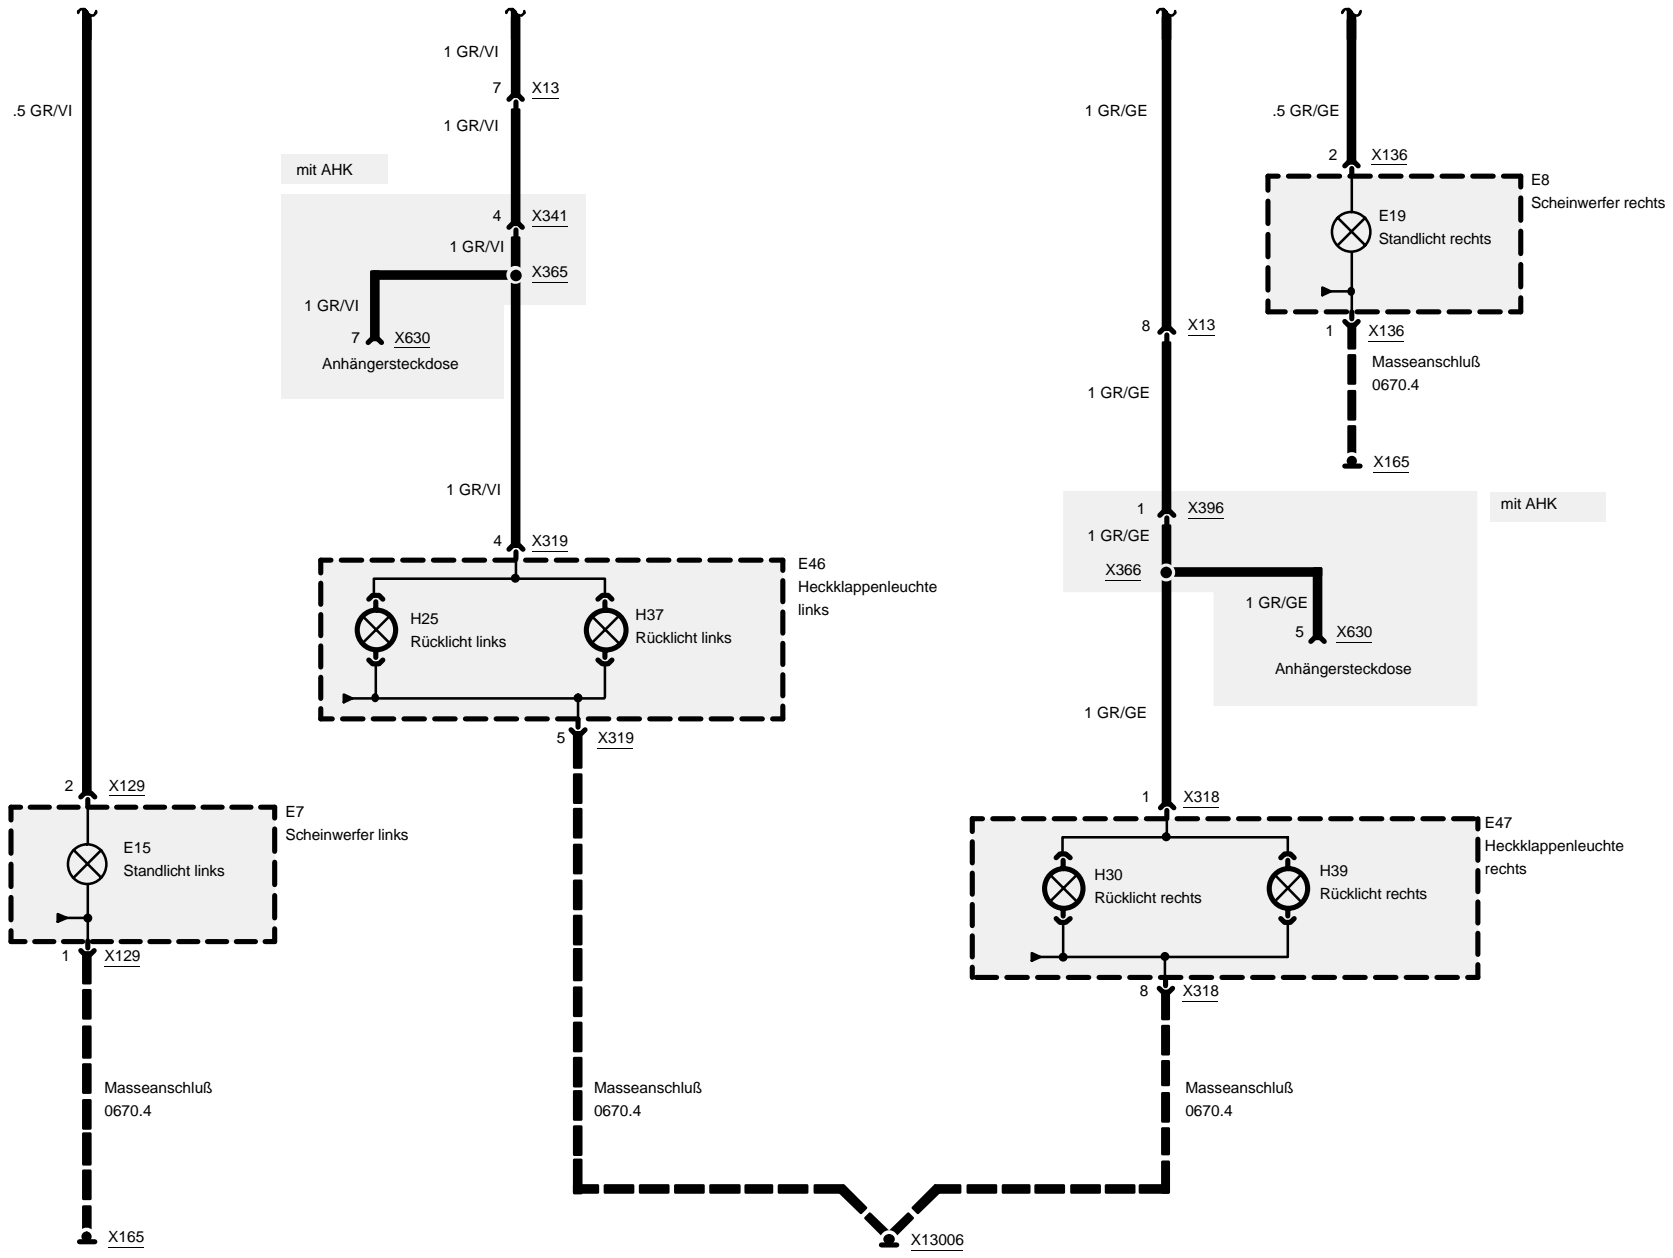 1 GR/VI
7 X13
.5 GR/VI
1 GR/VI
mit AHK
4 X341
1 GR/VI
X365
1 GR/VI
7 X630
Anhängersteckdose
1 GR/VI
4 X319
E46
Heckklappenleuchte
links
H25
Rücklicht links
H37
Rücklicht links
5 X319
2 X129
E7
Scheinwerfer links
E15
Standlicht links
1 X129
Masseanschluß
0670.4
X165
Masseanschluß
0670.4
1 GR/GE
.5 GR/GE
2 X136
E8
Scheinwerfer rechts
E19
Standlicht rechts
8 X13
1 X136
Masseanschluß
0670.4
1 GR/GE
X165
mit AHK
1 X396
1 GR/GE
X366
1 GR/GE
5 X630
Anhängersteckdose
1 GR/GE
1 X318
E47
Heckklappenleuchte
rechts
H30
Rücklicht rechts
H39
Rücklicht rechts
8 X318
Masseanschluß
0670.4
X13006